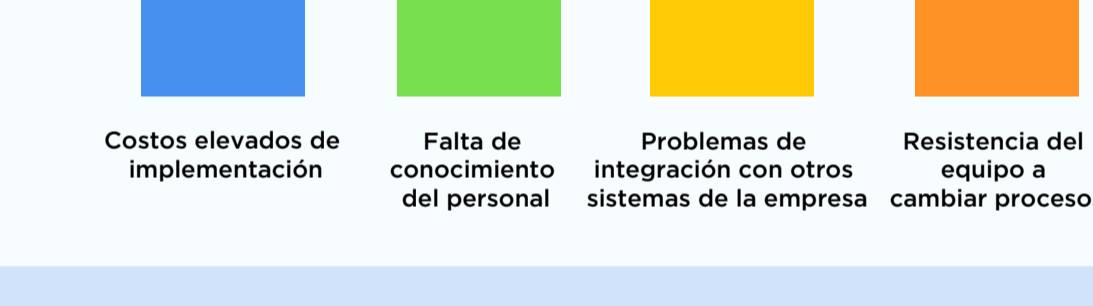 Costos elevados de
implementación
Falta de
conocimiento
del personal
Problemas de
integración con otros
sistemas de la empresa
Resistencia del
equipo a
cambiar proceso